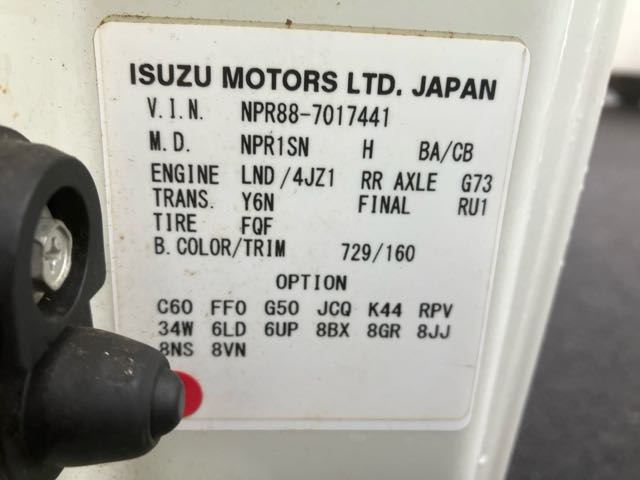 ISUZU MOTORS LTD. JAPAN
V.I.N. NPR88-7017441
M.D. NPR1SN H BA/CB
ENGINE LND/4JZ1 RR AXLE G73
TRANS. Y6N FINAL RU1
TIRE FQF
B.COLOR/TRIM 729/160
OPTION
C60 FF0 G50 JCQ K44 RPV
34W 6LD 6UP 8BX 8GR 8JJ
8NS 8VN